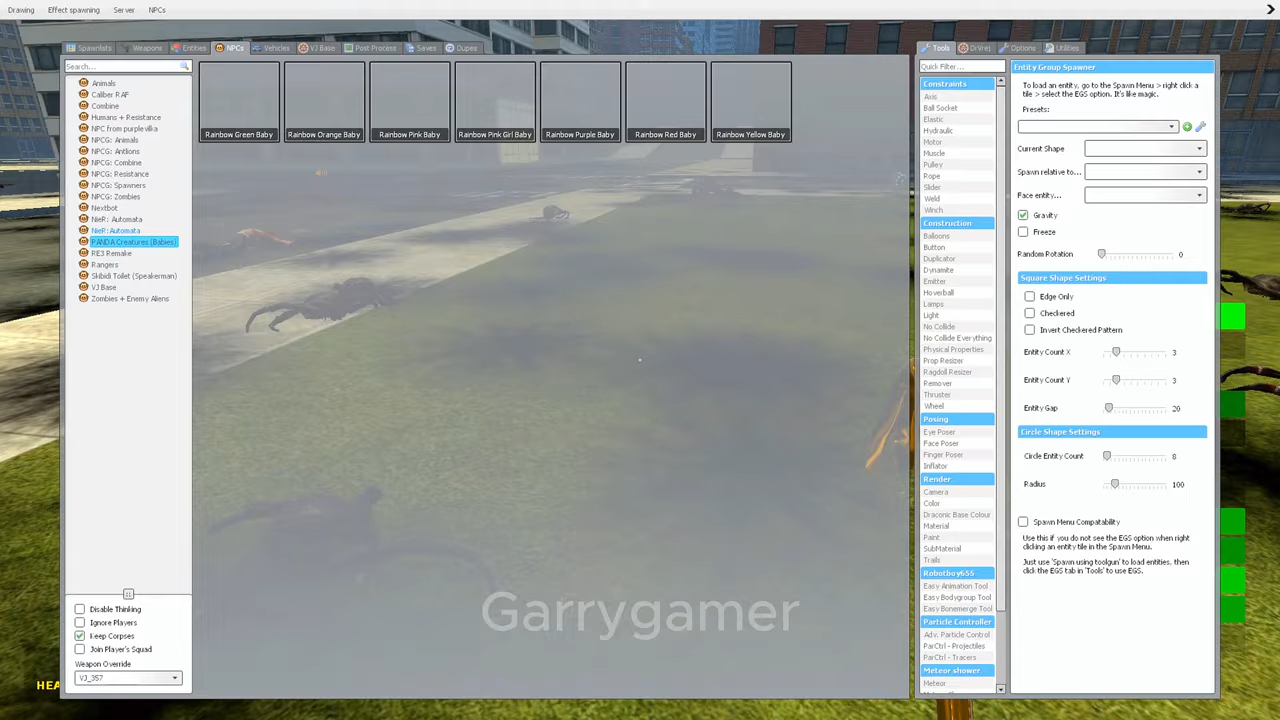 Drawing Effect spawning Server NPCs
Spawnlists Weapons Entities NPCs Vehicles VJ Base Post Process Saves Dupes
Search...
Animals
Caliber RAF
Combine
Humans + Resistance
NPC from purplevilka
NPCG: Animals
NPCG: Antlions
NPCG: Combine
NPCG: Resistance
NPCG: Spawners
NPCG: Zombies
Nextbot
NieR: Automata
NieR: Automata
PANDA Creatures (Babies)
RE3 Remake
Rangers
Skibidi Toilet (Speakerman)
VJ Base
Zombies + Enemy Aliens
Disable Thinking
Ignore Players
Keep Corpses
Join Player's Squad
Weapon Override
VJ_357
Rainbow Green Baby
Rainbow Orange Baby
Rainbow Pink Baby
Rainbow Pink Girl Baby
Rainbow Purple Baby
Rainbow Red Baby
Rainbow Yellow Baby
Garrygamer
HEA
Tools DrVrej Options Utilities
Quick Filter...
Constraints
Axis
Ball Socket
Elastic
Hydraulic
Motor
Muscle
Pulley
Rope
Slider
Weld
Winch
Construction
Balloons
Button
Duplicator
Dynamite
Emitter
Hoverball
Lamps
Light
No Collide
No Collide Everything
Physical Properties
Prop Resizer
Ragdoll Resizer
Remover
Thruster
Wheel
Posing
Eye Poser
Face Poser
Finger Poser
Inflator
Render
Camera
Color
Draconic Base Colour
Material
Paint
SubMaterial
Trails
Robotboy655
Easy Animation Tool
Easy Bodygroup Tool
Easy Bonemerge Tool
Particle Controller
Adv. Particle Control
ParCtrl - Projectiles
ParCtrl - Tracers
Meteor shower
Meteor
Entity Group Spawner
To load an entity, go to the Spawn Menu > right click a
tile > select the EGS option. It's like magic.
Presets:
Current Shape
Spawn relative to...
Face entity...
Gravity
Freeze
Random Rotation 0
Square Shape Settings
Edge Only
Checkered
Invert Checkered Pattern
Entity Count X 3
Entity Count Y 3
Entity Gap 20
Circle Shape Settings
Circle Entity Count 8
Radius 100
Spawn Menu Compatability
Use this if you do not see the EGS option when right
clicking an entity tile in the Spawn Menu.
Just use 'Spawn using toolgun' to load entities, then
click the EGS tab in 'Tools' to use EGS.